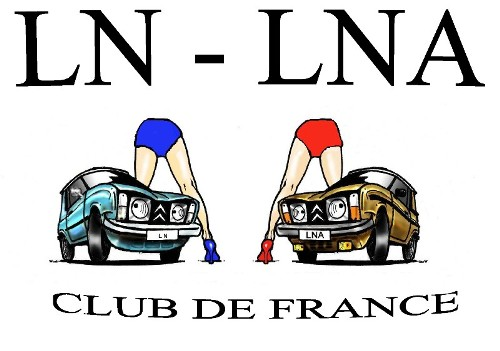 LN - LNA
LN
LNA
CLUB DE FRANCE